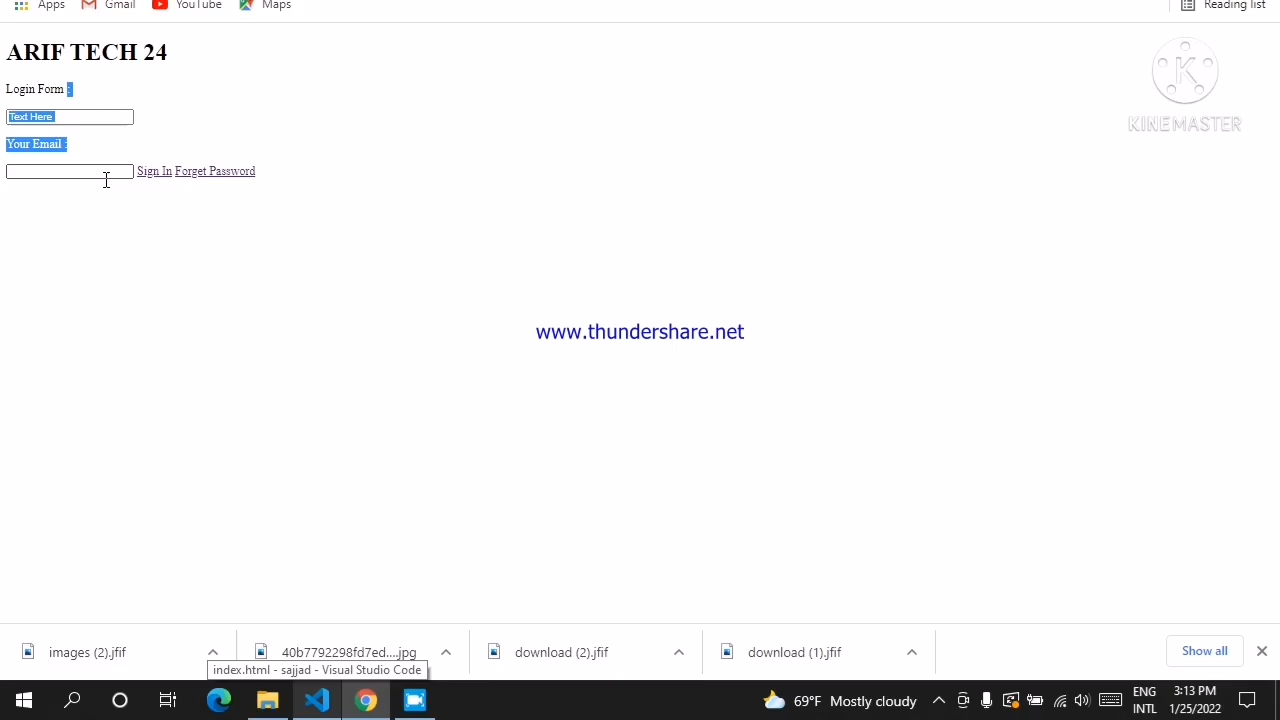 Apps Gmail YouTube Maps Reading list
ARIF TECH 24
Login Form :
Text Here
Your Email :
Sign In Forget Password
K
KINEMASTER
www.thundershare.net
images (2).jfif 40b7792298fd7ed....jpg download (2).jfif download (1).jfif Show all
index.html - sajjad - Visual Studio Code
69°F Mostly cloudy
ENG
INTL
3:13 PM
1/25/2022